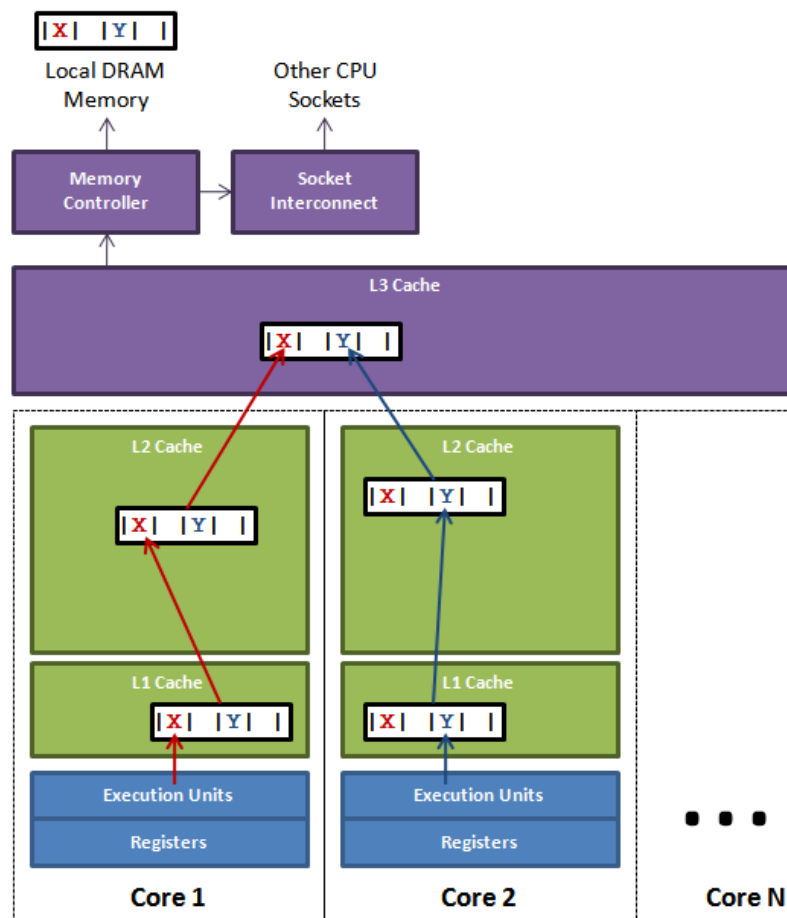 |X| |Y| |
Local DRAM
Memory
Other CPU
Sockets
Memory
Controller
Socket
Interconnect
L3 Cache
|X| |Y| |
L2 Cache
|X| |Y| |
L2 Cache
|X| |Y| |
L1 Cache
|X| |Y| |
L1 Cache
|X| |Y| |
Execution Units
Registers
Execution Units
Registers
...
Core 1
Core 2
Core N